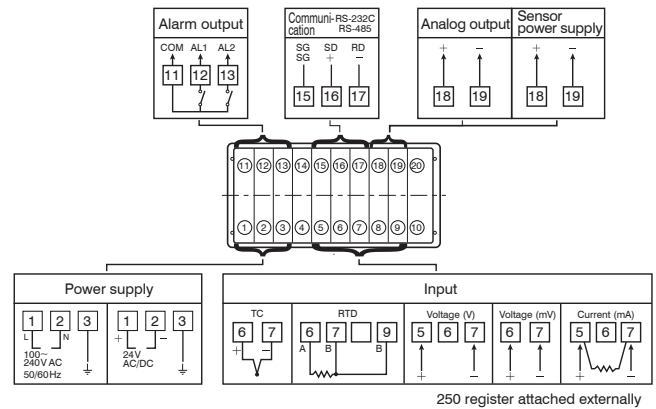 Alarm output
COM AL1 AL2
11 12 13
Communi- RS-232C
cation RS-485
SG SD RD
SG + −
15 16 17
Analog output
+ −
18 19
Sensor
power supply
+ −
18 19
11 12 13 14 15 16 17 18 19 20
1 2 3 4 5 6 7 8 9 10
Power supply
1 2 3
L N
100~
240V AC
50/60Hz
1 2 3
+ −
24V
AC/DC
Input
TC
6 7
+ −
RTD
6 7 9
A B B
Voltage (V)
5 6 7
+ −
Voltage (mV)
6 7
+ −
Current (mA)
5 6 7
+ −
250 register attached externally